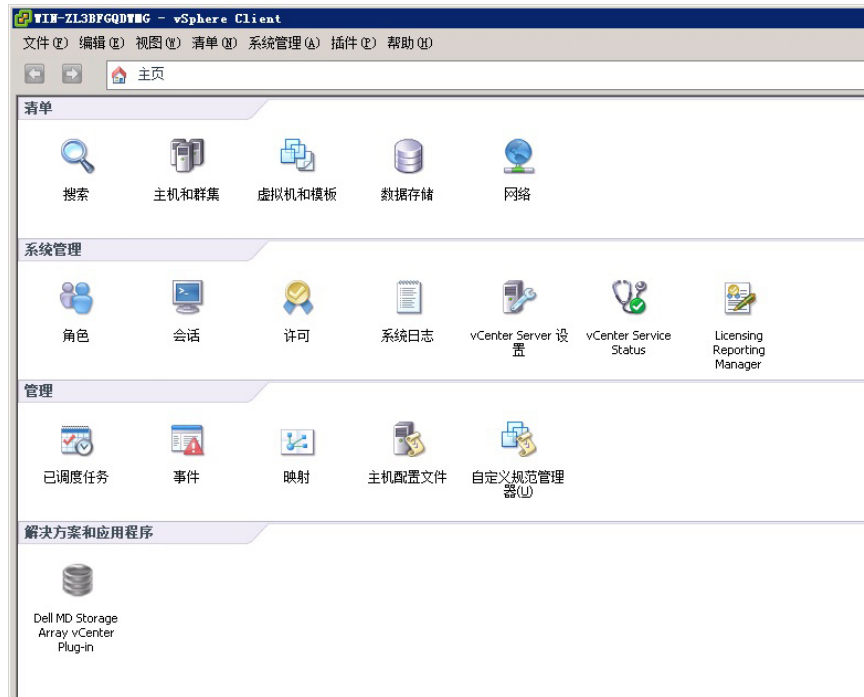 WIN-ZL3BFGQDTMG - vSphere Client
文件(F) 编辑(E) 视图(W) 清单(N) 系统管理(A) 插件(P) 帮助(H)
主页
清单
搜索 主机和群集 虚拟机和模板 数据存储 网络
系统管理
角色 会话 许可 系统日志 vCenter Server 设 vCenter Service Licensing
置 Status Reporting
Manager
管理
已调度任务 事件 映射 主机配置文件 自定义规范管理
器(U)
解决方案和应用程序
Dell MD Storage
Array vCenter
Plug-in